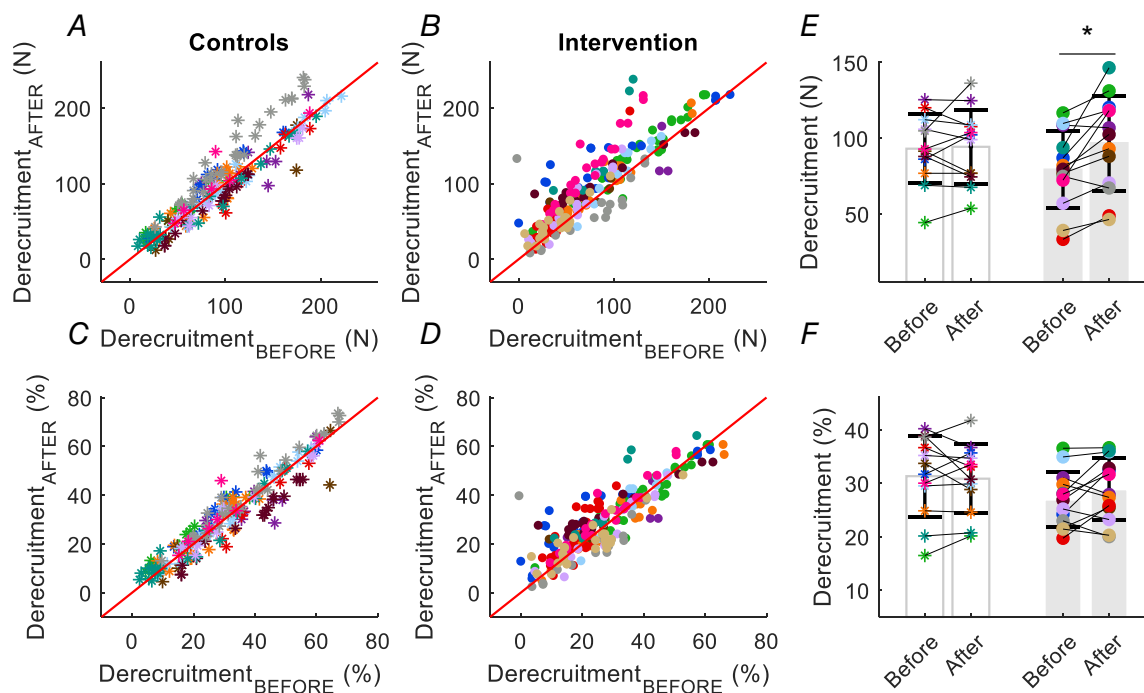 A
Controls
B
Intervention
E
*
Derecruitment_AFTER (N)
200
100
0
0
100
200
Derecruitment_BEFORE (N)
Derecruitment_AFTER (N)
200
100
0
0
100
200
Derecruitment_BEFORE (N)
Derecruitment (N)
150
100
50
Before
After
Before
After
C
D
F
Derecruitment_AFTER (%)
80
60
40
20
0
0
20
40
60
80
Derecruitment_BEFORE (%)
Derecruitment_AFTER (%)
80
60
40
20
0
0
20
40
60
80
Derecruitment_BEFORE (%)
Derecruitment (%)
40
30
20
10
Before
After
Before
After